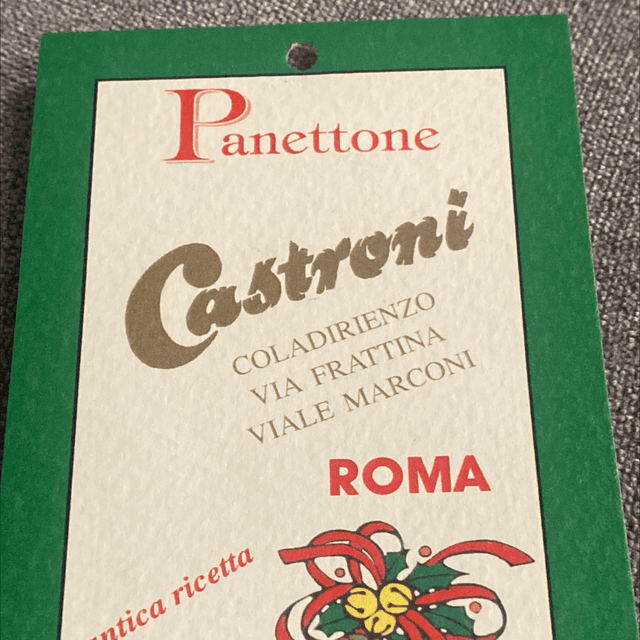 Panettone
Castroni
COLADIRIENZO
VIA FRATTINA
VIALE MARCONI
ROMA
ricetta